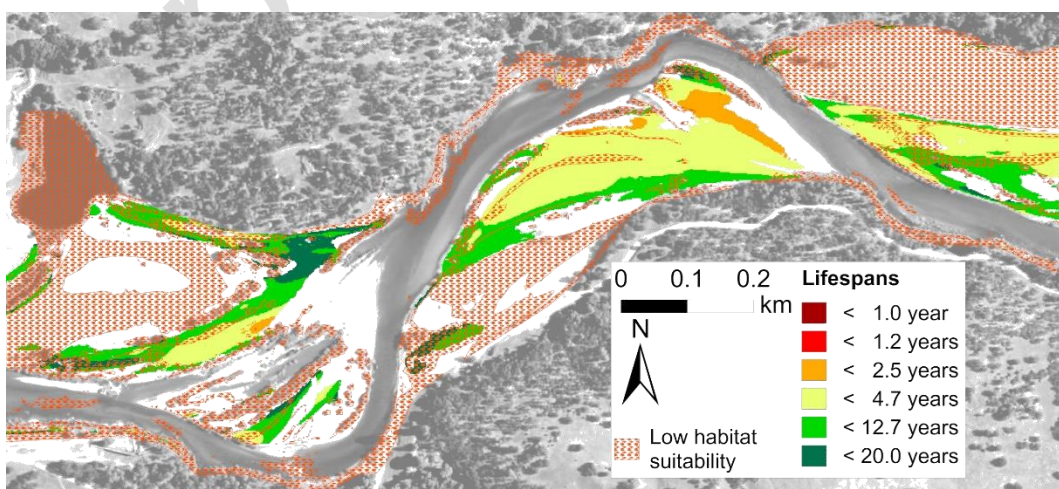 0 0.1 0.2
km
N
Low habitat
suitability
Lifespans
< 1.0 year
< 1.2 years
< 2.5 years
< 4.7 years
< 12.7 years
< 20.0 years